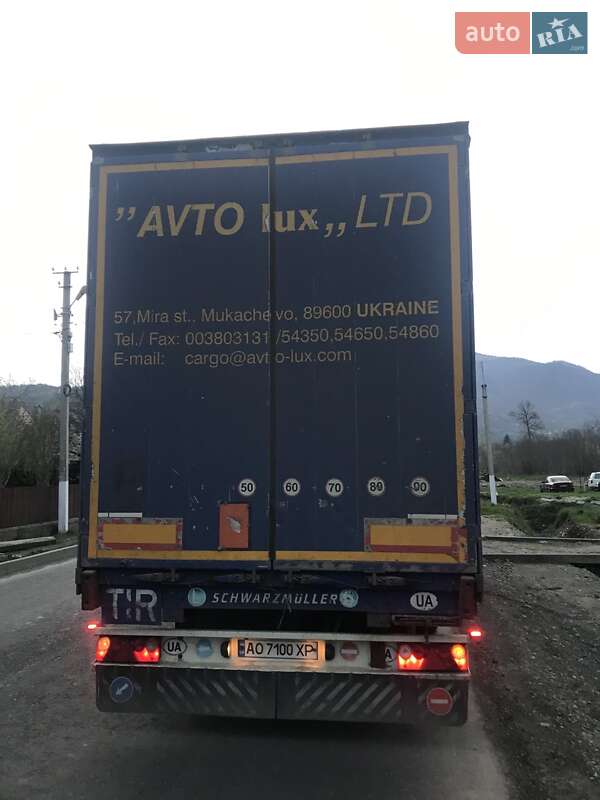 auto RIA .com
”AVTO lux„ LTD
57,Mira st.. Mukachevo, 89600 UKRAINE
Tel./ Fax: 003803131 /54350,54650,54860
E-mail: cargo@avto-lux.com
50 60 70 80 90
TIR SCHWARZMÜLLER UA
UA AO 7100 XP